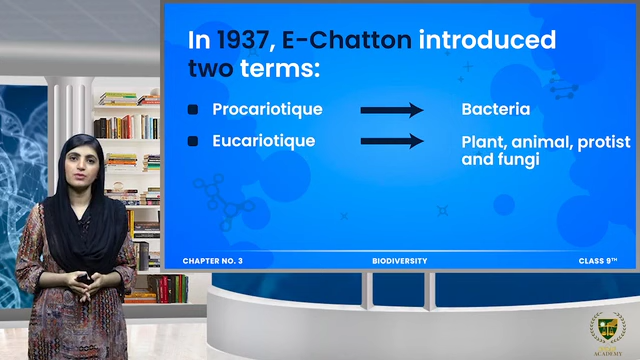 In 1937, E-Chatton introduced
two terms:
Procariotique
Bacteria
Eucariotique
Plant, animal, protist
and fungi
CHAPTER NO. 3
BIODIVERSITY
CLASS 9TH
ACADEMY